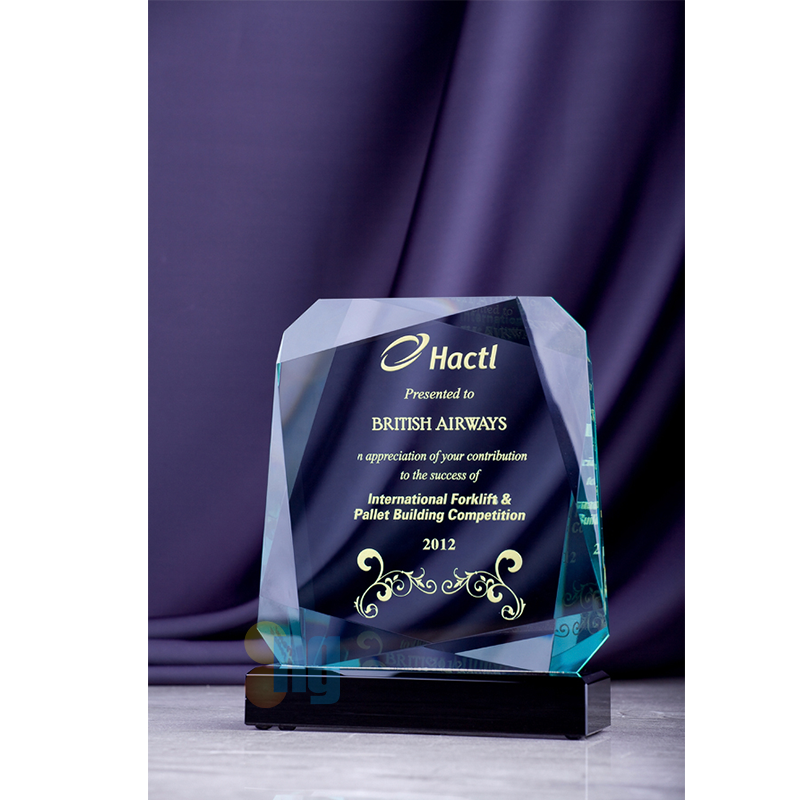 Hactl
Presented to
BRITISH AIRWAYS
n appreciation of your contribution
to the success of
International Forklift &
Pallet Building Competition
2012
ng